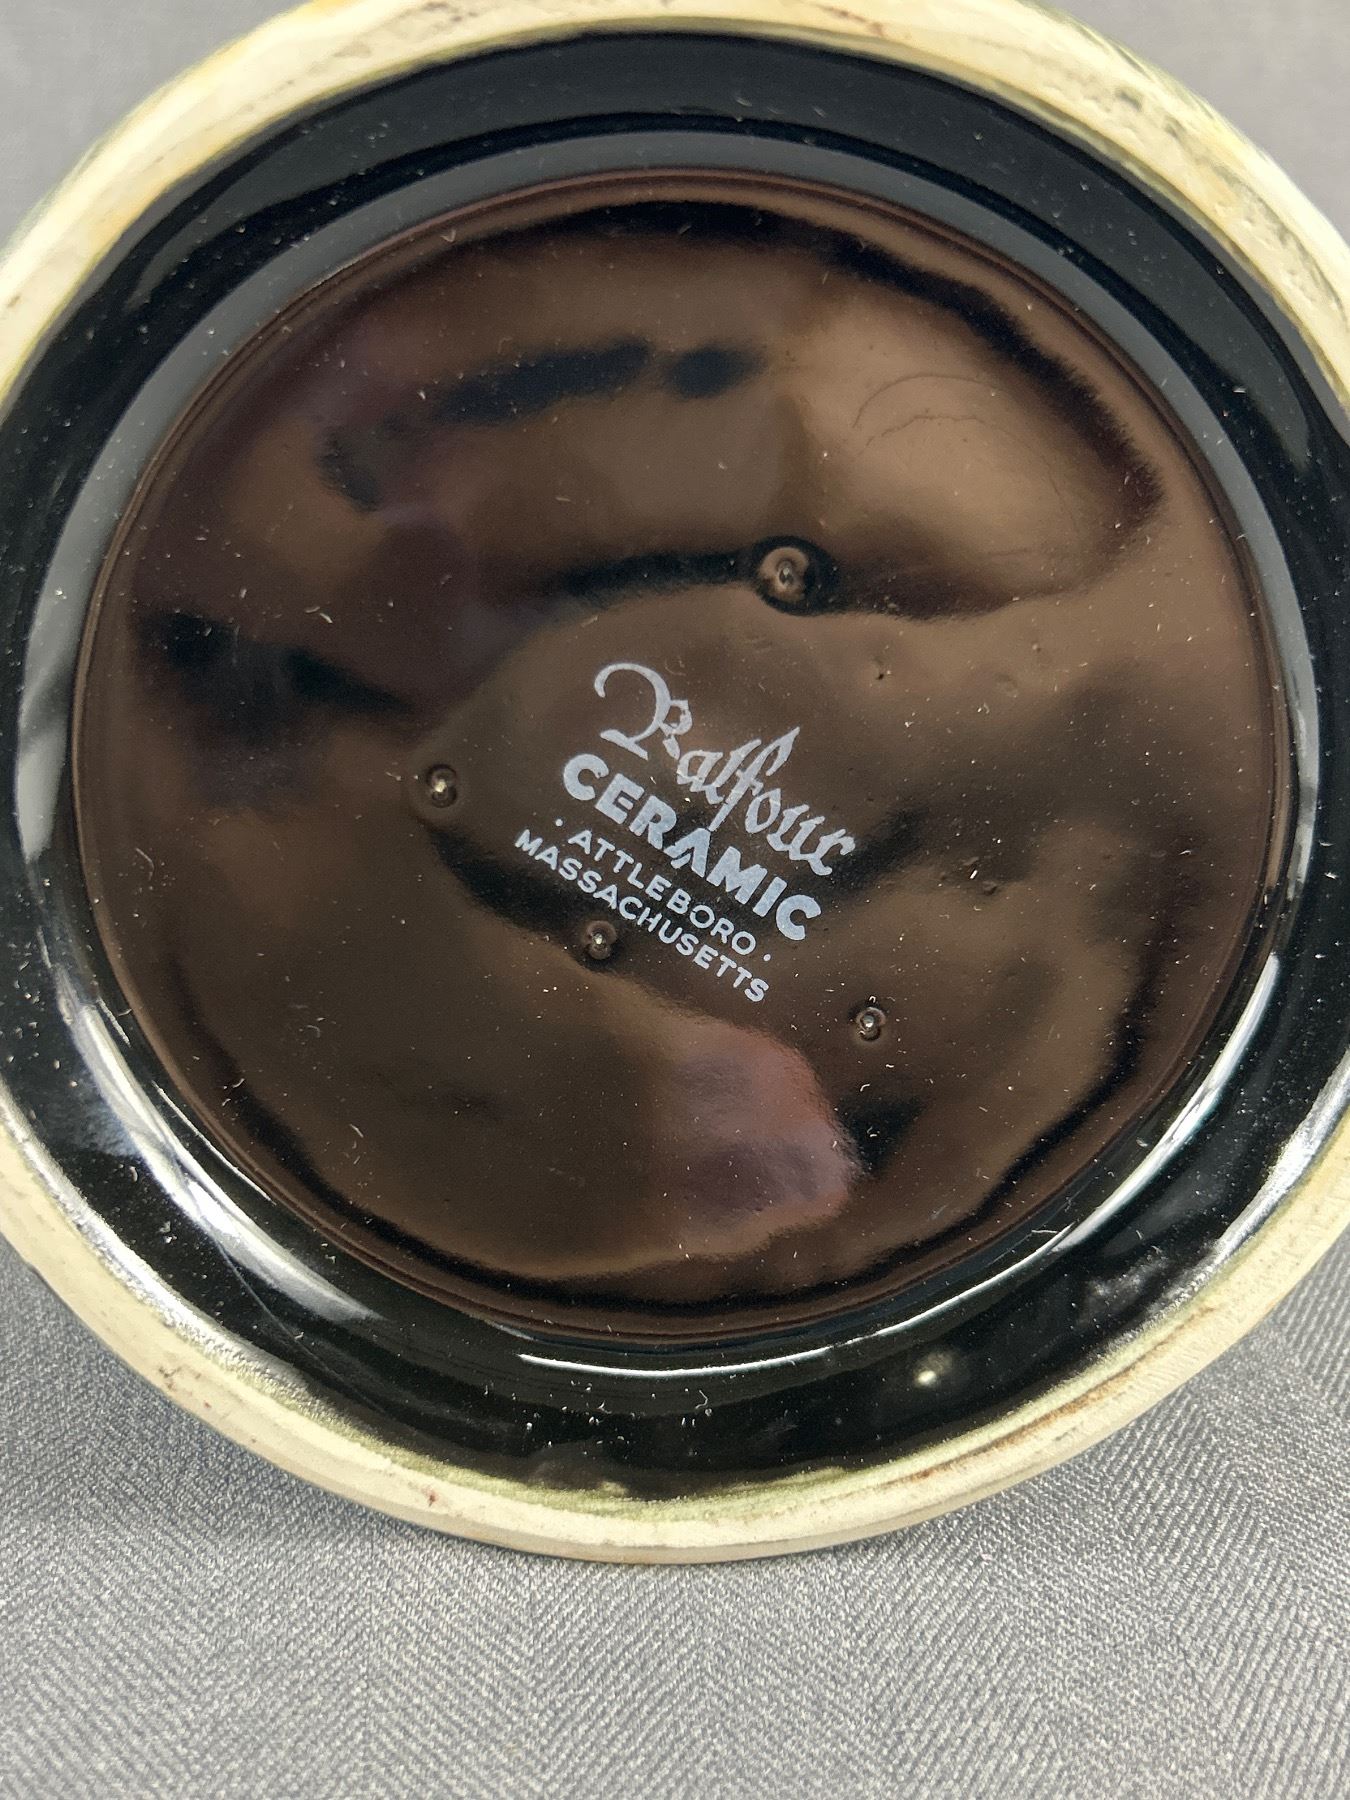 Balfour
CERAMIC
· ATTLEBORO ·
MASSACHUSETTS